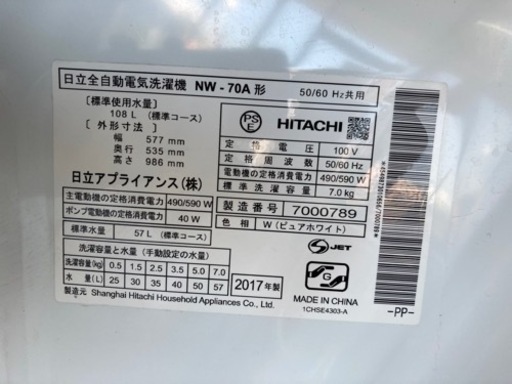 日立全自動電気洗濯機 NW-70A形 50/60 Hz共用
[標準使用水量]
108 L (標準コース)
[外形寸法]
幅 577 mm
奥行 535 mm
高さ 986 mm
日立アプライアンス(株)
主電動機の定格消費電力 490/590 W
ポンプ電動機の定格消費電力 40 W
標準水量 57 L (標準コース)
洗濯容量と水量 (手動設定の水量)
洗濯容量(kg) 0.5 1.5 2.5 3.5 5.0 7.0
水量(L) 25 30 35 40 50 57
製造元 Shanghai Hitachi Household Appliances Co., Ltd.
PSE HITACHI
定格電圧 100 V
定格周波数 50/60 Hz
電動機の定格消費電力 490/590 W
標準洗濯容量 7.0 kg
製造番号 7000789
色柄 W (ピュアホワイト)
S JET
2017年製
MADE IN CHINA
1CHSE4303-A
-PP-